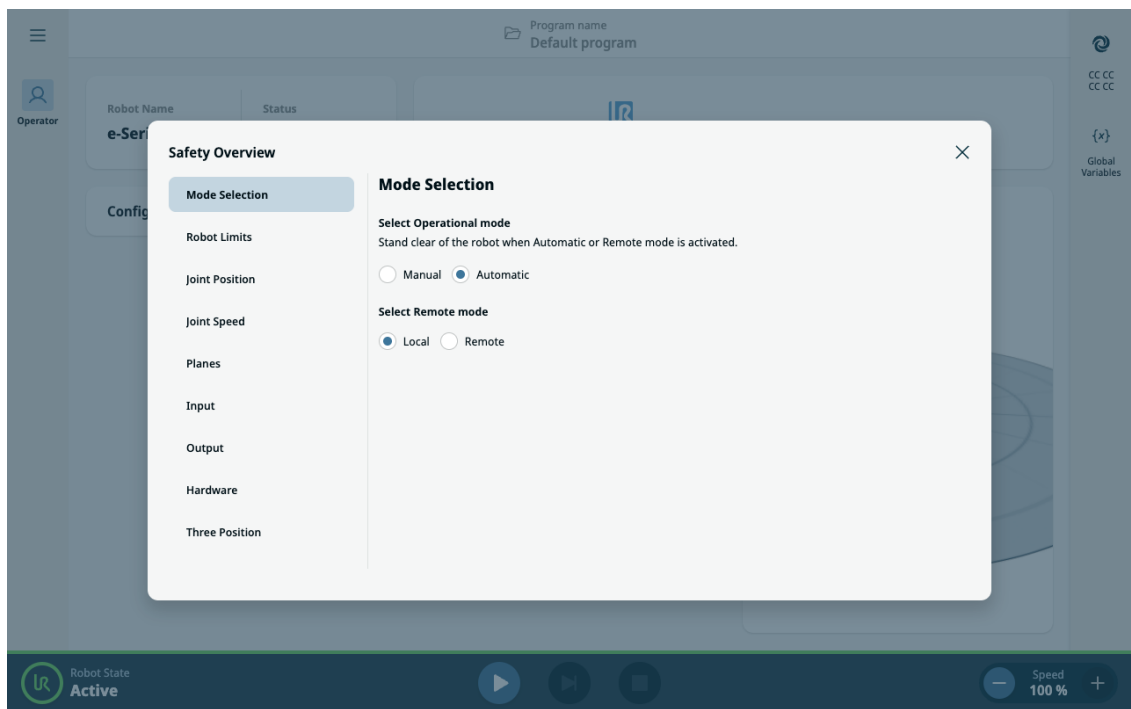 Program name
Default program
Operator
CC CC
CC CC
{x}
Global
Variables
Robot Name
Status
e-Seri
Config
Safety Overview
Mode Selection
Robot Limits
Joint Position
Joint Speed
Planes
Input
Output
Hardware
Three Position
Mode Selection
Select Operational mode
Stand clear of the robot when Automatic or Remote mode is activated.
Manual Automatic
Select Remote mode
Local Remote
Robot State
Active
Speed
100 %